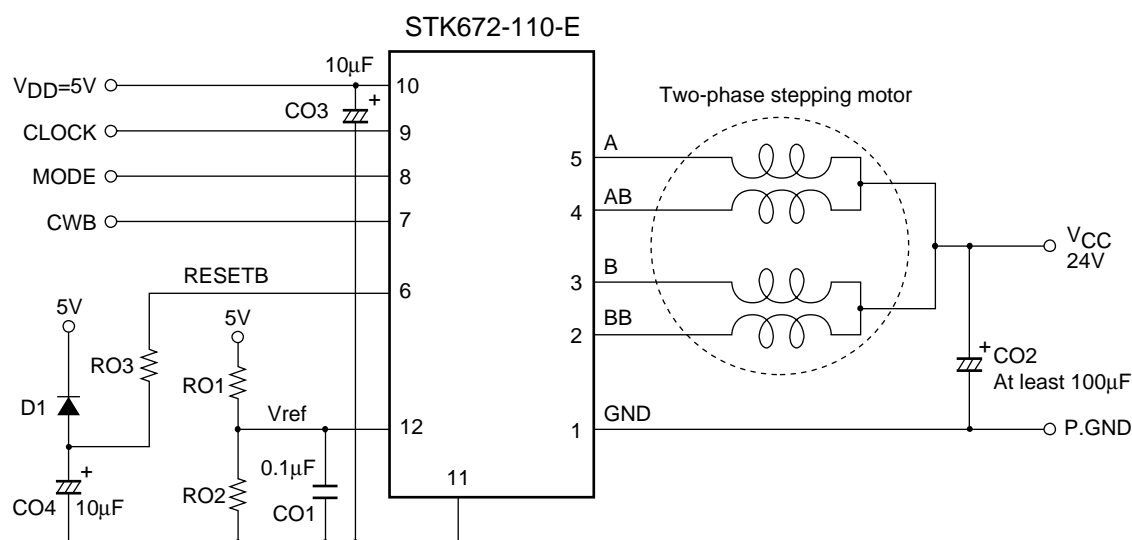 STK672-110-E
VDD=5V
10μF
10
CO3
+
CLOCK
9
MODE
8
CWB
7
RESETB
6
5V
RO3
5V
D1
RO1
Vref
12
+
CO4
10μF
RO2
0.1μF
CO1
11
Two-phase stepping motor
5
A
4
AB
3
B
2
BB
VCC
24V
+
CO2
At least 100μF
1
GND
P.GND